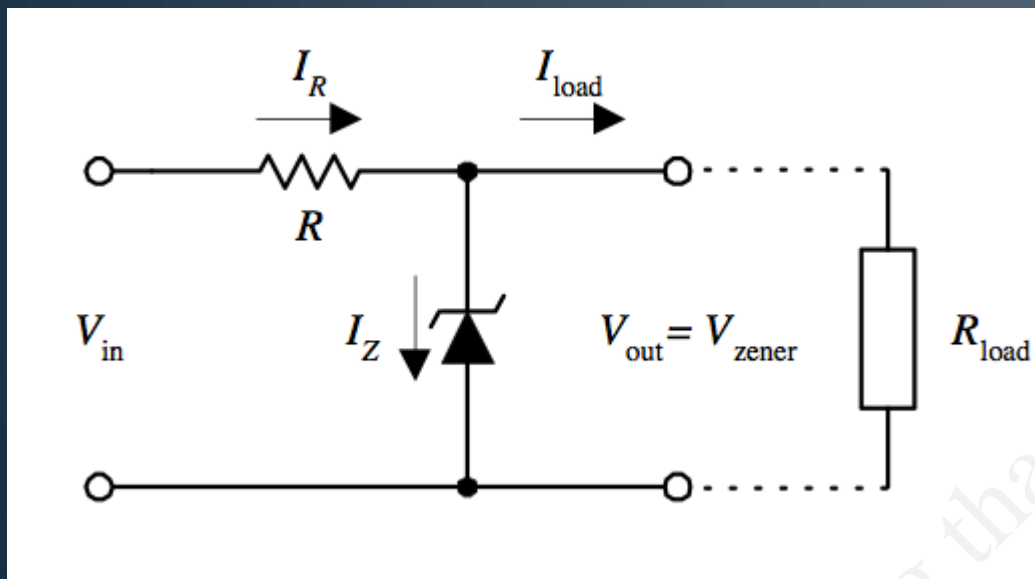 I_R
I_load
R
V_in
I_Z
V_out = V_zener
R_load